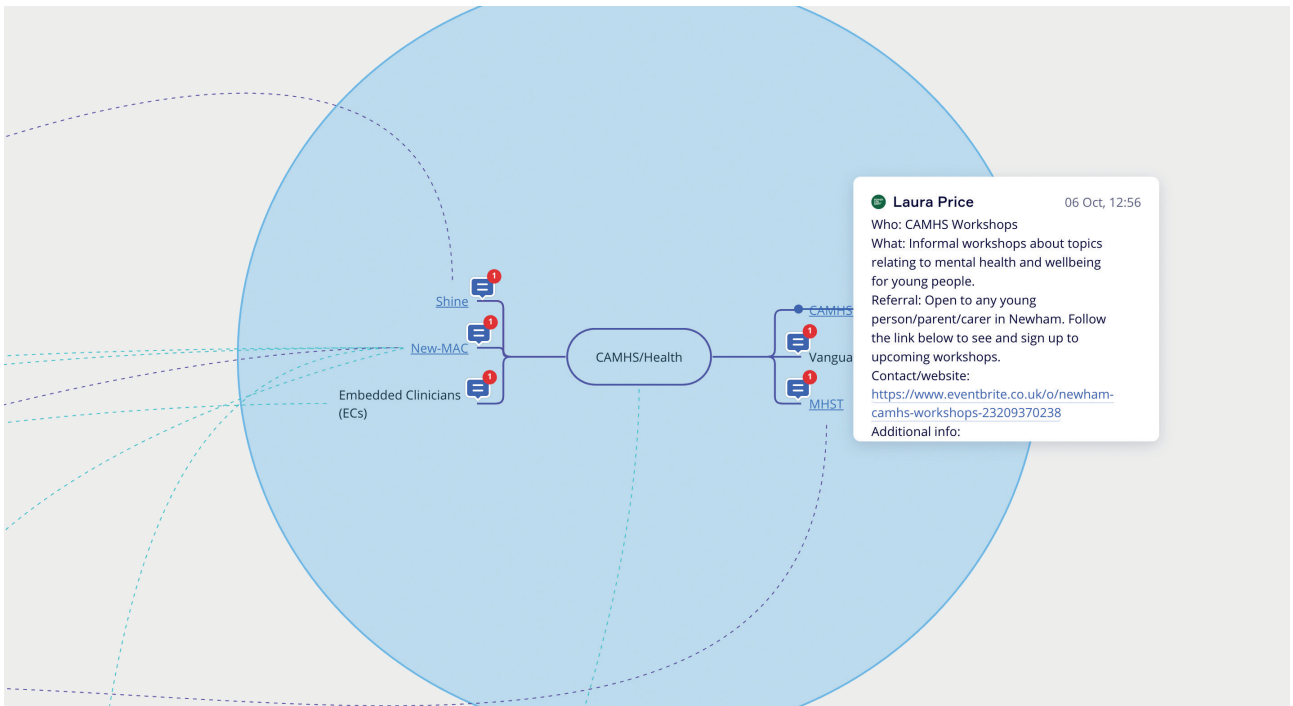 Laura Price 06 Oct, 12:56
Who: CAMHS Workshops
What: Informal workshops about topics
relating to mental health and wellbeing
for young people.
Referral: Open to any young
person/parent/carer in Newham. Follow
the link below to see and sign up to
upcoming workshops.
Contact/website:
https://www.eventbrite.co.uk/o/newham-
camhs-workshops-23209370238
Additional info:
1
Shine
1
New-MAC
1
Embedded Clinicians
(ECs)
CAMHS/Health
CAMHS
1
Vangua
1
MHST